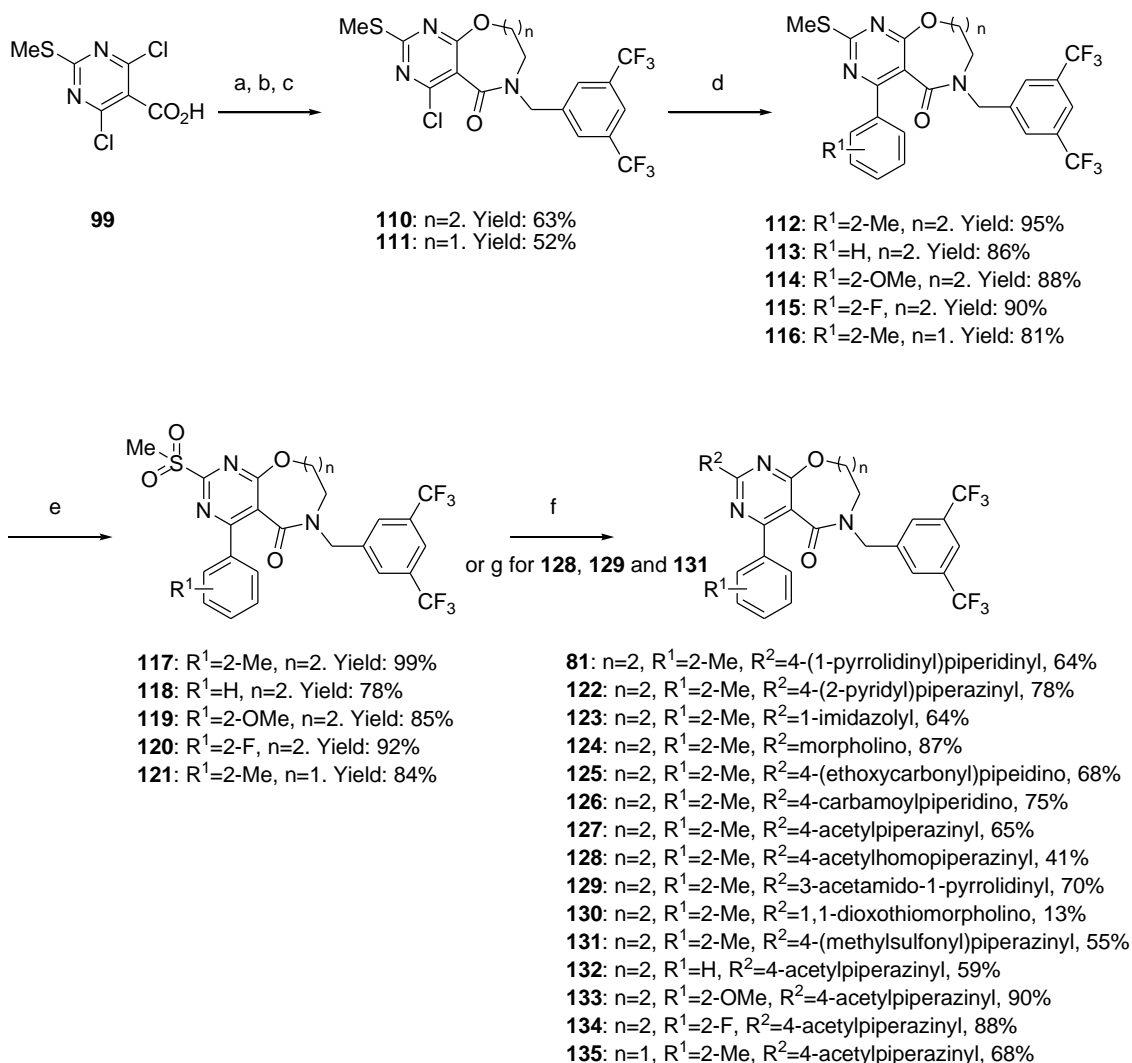 MeS
N
N
Cl
Cl
CO2H
99
a, b, c
MeS
N
N
O
( )n
Cl
O
N
CF3
CF3
110: n=2. Yield: 63%
111: n=1. Yield: 52%
d
MeS
N
N
O
( )n
R1
O
N
CF3
CF3
112: R1=2-Me, n=2. Yield: 95%
113: R1=H, n=2. Yield: 86%
114: R1=2-OMe, n=2. Yield: 88%
115: R1=2-F, n=2. Yield: 90%
116: R1=2-Me, n=1. Yield: 81%
e
Me
O
S
O
N
N
O
( )n
R1
O
N
CF3
CF3
117: R1=2-Me, n=2. Yield: 99%
118: R1=H, n=2. Yield: 78%
119: R1=2-OMe, n=2. Yield: 85%
120: R1=2-F, n=2. Yield: 92%
121: R1=2-Me, n=1. Yield: 84%
f
or g for 128, 129 and 131
R2
N
N
O
( )n
R1
O
N
CF3
CF3
81: n=2, R1=2-Me, R2=4-(1-pyrrolidinyl)piperidinyl, 64%
122: n=2, R1=2-Me, R2=4-(2-pyridyl)piperazinyl, 78%
123: n=2, R1=2-Me, R2=1-imidazolyl, 64%
124: n=2, R1=2-Me, R2=morpholino, 87%
125: n=2, R1=2-Me, R2=4-(ethoxycarbonyl)pipeidino, 68%
126: n=2, R1=2-Me, R2=4-carbamoylpiperidino, 75%
127: n=2, R1=2-Me, R2=4-acetylpiperazinyl, 65%
128: n=2, R1=2-Me, R2=4-acetylhomopiperazinyl, 41%
129: n=2, R1=2-Me, R2=3-acetamido-1-pyrrolidinyl, 70%
130: n=2, R1=2-Me, R2=1,1-dioxothiomorpholino, 13%
131: n=2, R1=2-Me, R2=4-(methylsulfonyl)piperazinyl, 55%
132: n=2, R1=H, R2=4-acetylpiperazinyl, 59%
133: n=2, R1=2-OMe, R2=4-acetylpiperazinyl, 90%
134: n=2, R1=2-F, R2=4-acetylpiperazinyl, 88%
135: n=1, R1=2-Me, R2=4-acetylpiperazinyl, 68%